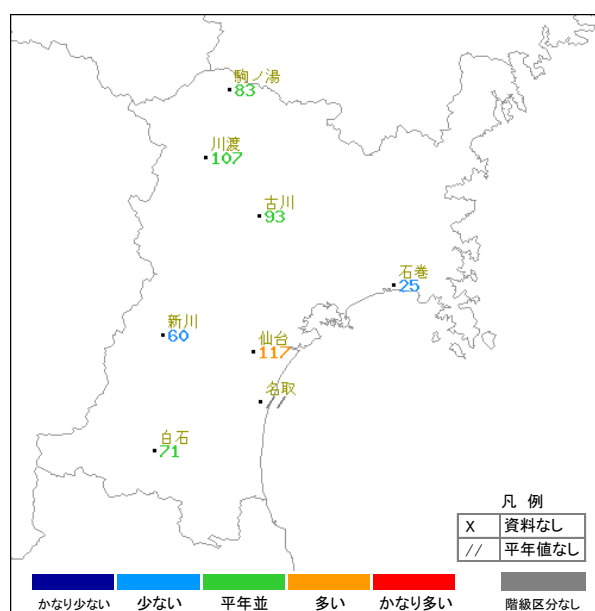 駒ノ湯
83
川渡
107
古川
93
石巻
25
新川
60
仙台
117
名取
//
白石
71
凡 例
X 資料なし
// 平年値なし
かなり少ない 少ない 平年並 多い かなり多い 階級区分なし